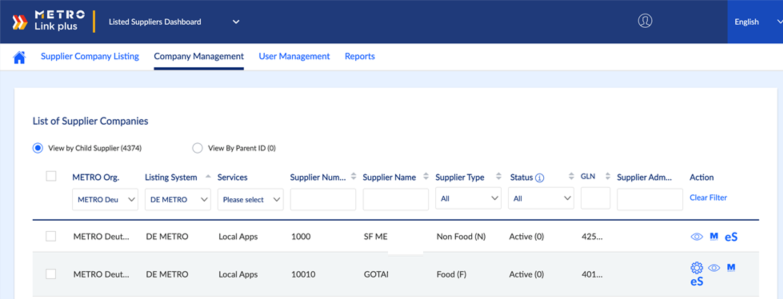 METRO
Link plus
Listed Suppliers Dashboard
English
Supplier Company Listing
Company Management
User Management
Reports
List of Supplier Companies
View by Child Supplier (4374)
View By Parent ID (0)
METRO Org. Listing System Services Supplier Num... Supplier Name Supplier Type Status GLN Supplier Adm... Action
METRO Deu DE METRO Please select All All Clear Filter
METRO Deut... DE METRO Local Apps 1000 SF ME Non Food (N) Active (0) 425... M eS
METRO Deut... DE METRO Local Apps 10010 GOTAI Food (F) Active (0) 401... M
eS